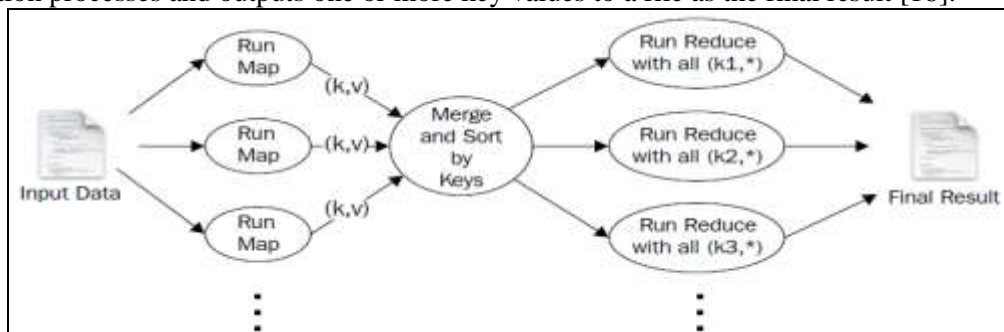 tion processes and outputs one or more key values to a file as the final result [18].
Run
Map
(k,v)
Run
Map
(k,v)
Run
Map
(k,v)
Input Data
Merge
and Sort
by
Keys
Run Reduce
with all (k1,*)
Run Reduce
with all (k2,*)
Run Reduce
with all (k3,*)
Final Result